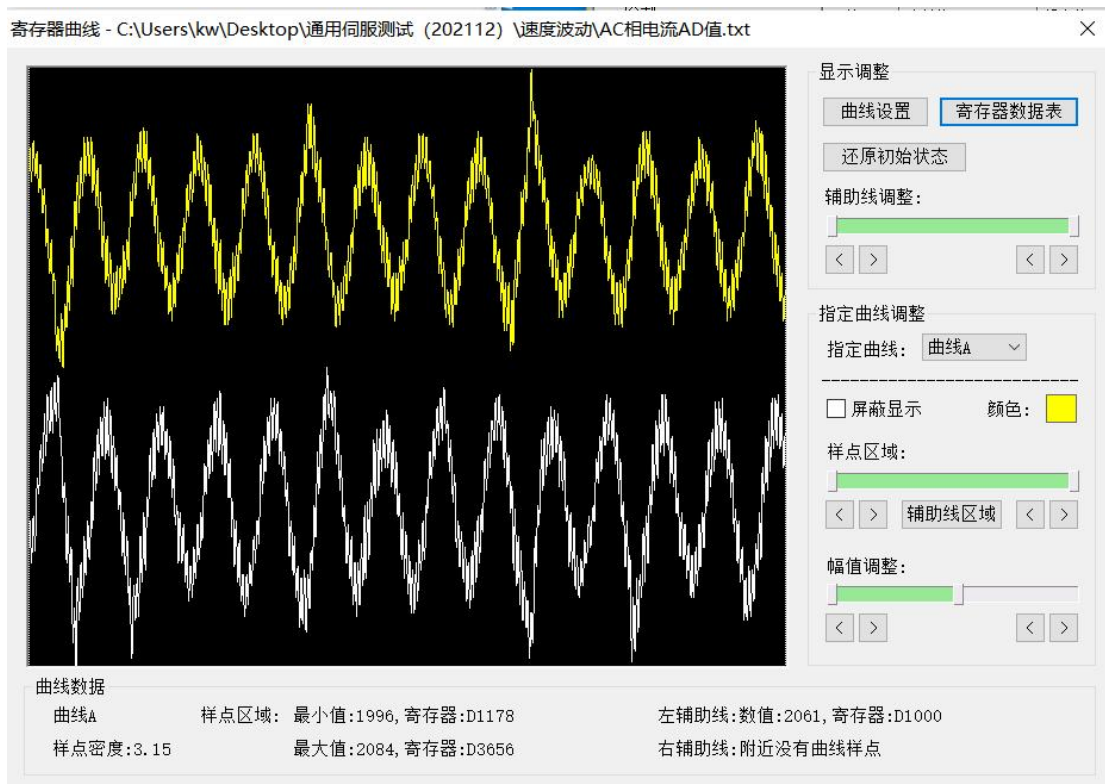 寄存器曲线 - C:\Users\kw\Desktop\通用伺服测试（202112）\速度波动\AC相电流AD值.txt
显示调整
曲线设置
寄存器数据表
还原初始状态
辅助线调整:
< >
< >
指定曲线调整
指定曲线:
曲线A
屏蔽显示
颜色:
样点区域:
< >
辅助线区域
< >
幅值调整:
< >
< >
曲线数据
曲线A
样点区域:
最小值:1996,寄存器:D1178
左辅助线:数值:2061,寄存器:D1000
样点密度:3.15
最大值:2084,寄存器:D3656
右辅助线:附近没有曲线样点